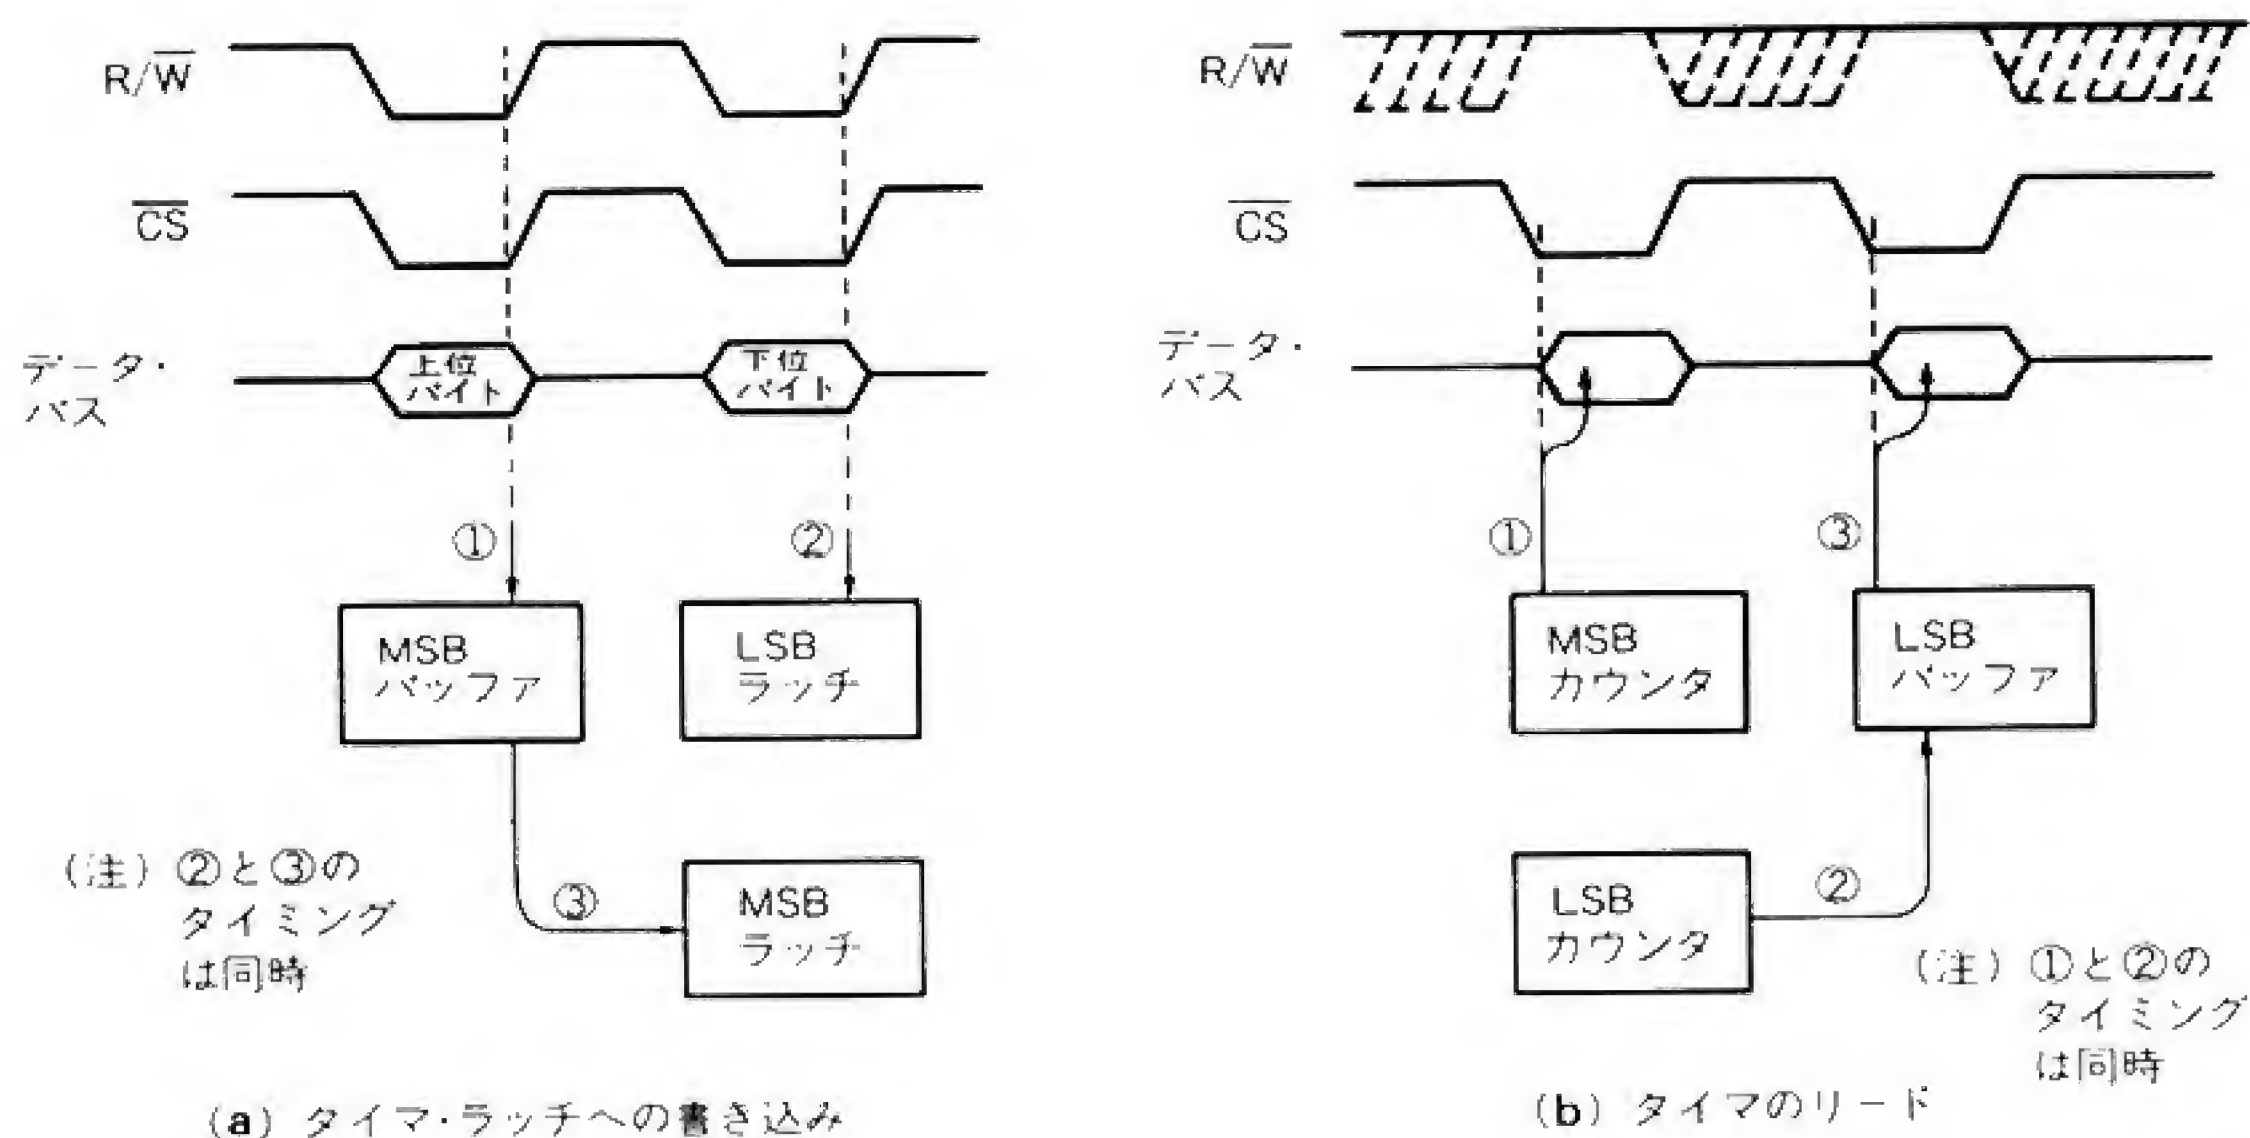 R/W̅
C̅S̅
データ・
バス
上位
バイト
下位
バイト
①
②
MSB
バッファ
LSB
ラッチ
③
MSB
ラッチ
(注) ②と③の
タイミング
は同時
(a) タイマ・ラッチへの書き込み
R/W̅
C̅S̅
データ・
バス
①
③
MSB
カウンタ
LSB
バッファ
LSB
カウンタ
②
(注) ①と②の
タイミング
は同時
(b) タイマのリード